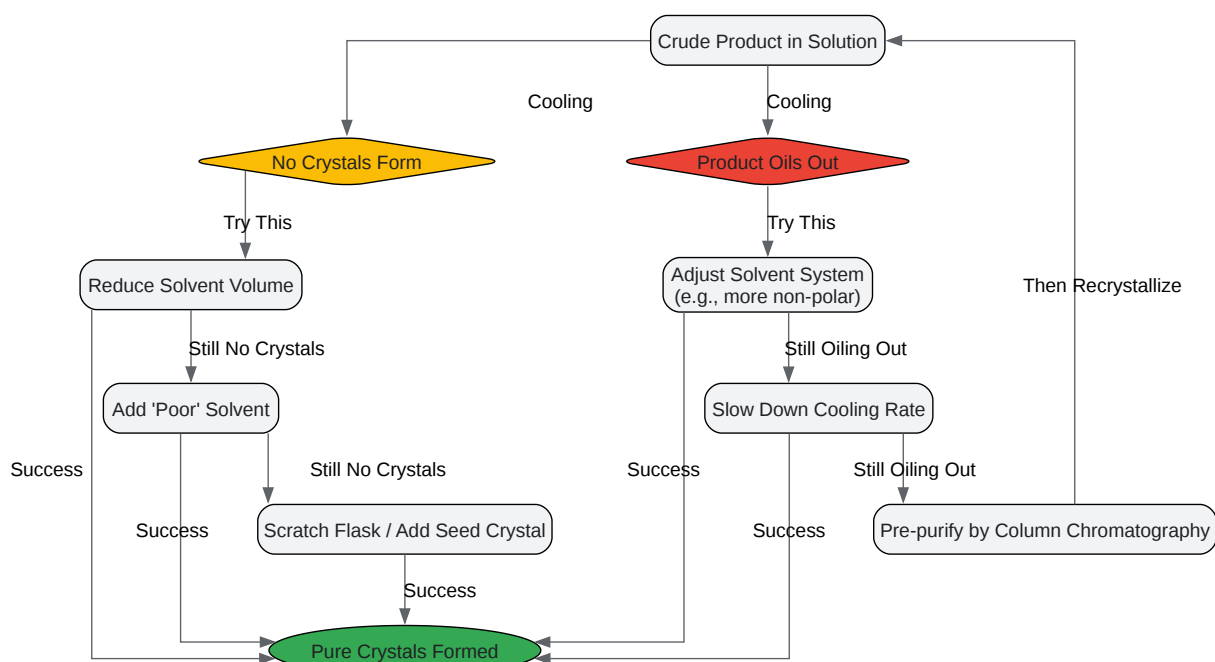 Crude Product in Solution
Cooling
Cooling
No Crystals Form
Product Oils Out
Try This
Try This
Reduce Solvent Volume
Adjust Solvent System
(e.g., more non-polar)
Then Recrystallize
Still No Crystals
Still Oiling Out
Add 'Poor' Solvent
Slow Down Cooling Rate
Success
Still No Crystals
Success
Still Oiling Out
Success
Scratch Flask / Add Seed Crystal
Success
Pre-purify by Column Chromatography
Success
Pure Crystals Formed